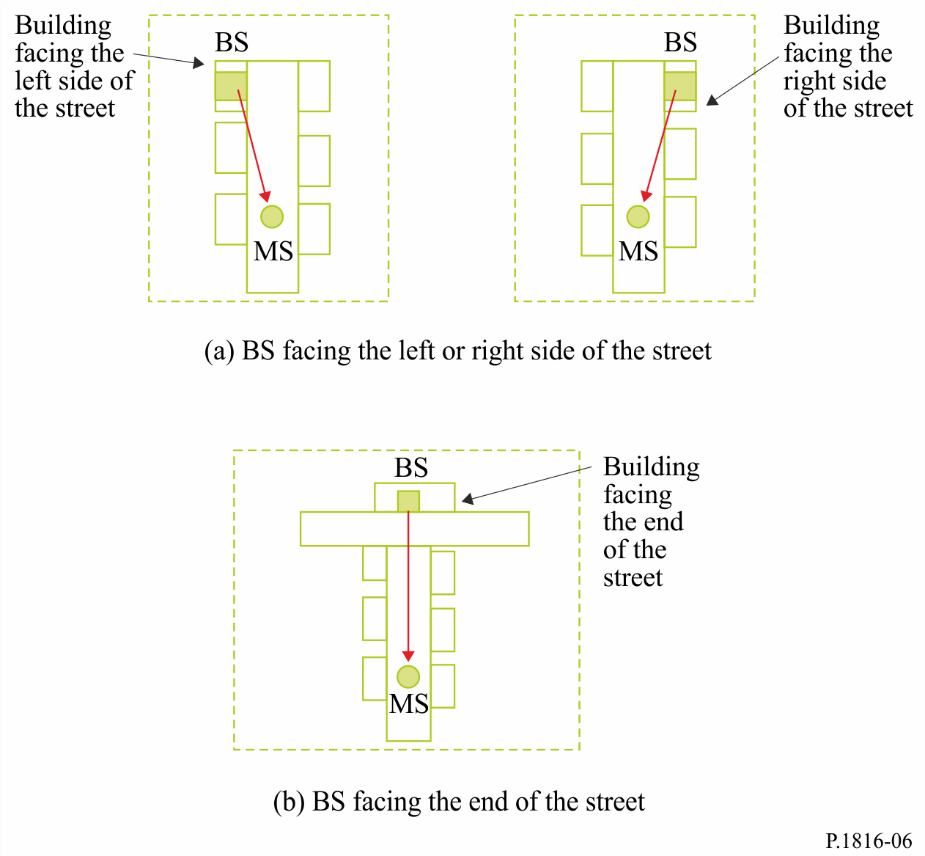 Building
facing the
left side of
the street
BS
MS
BS
Building
facing the
right side
of the street
MS
(a) BS facing the left or right side of the street
BS
Building
facing
the end
of the
street
MS
(b) BS facing the end of the street
P.1816-06